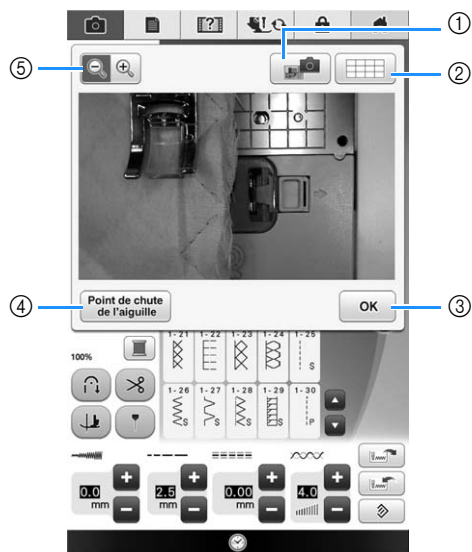 ①
②
⑤
Point de chute
de l'aiguille
OK
④
③
100%
1-21 1-22 1-23 1-24 1-25
S
1-26 1-27 1-28 1-29 1-30
S S S S P
0.0 2.5 0.00 4.0
mm mm mm